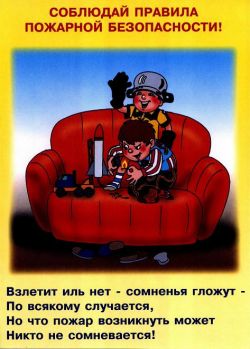 СОБЛЮДАЙ ПРАВИЛА
ПОЖАРНОЙ БЕЗОПАСНОСТИ!
Взлетит иль нет - сомненья гложут -
По всякому случается,
Но что пожар возникнуть может
Никто не сомневается!